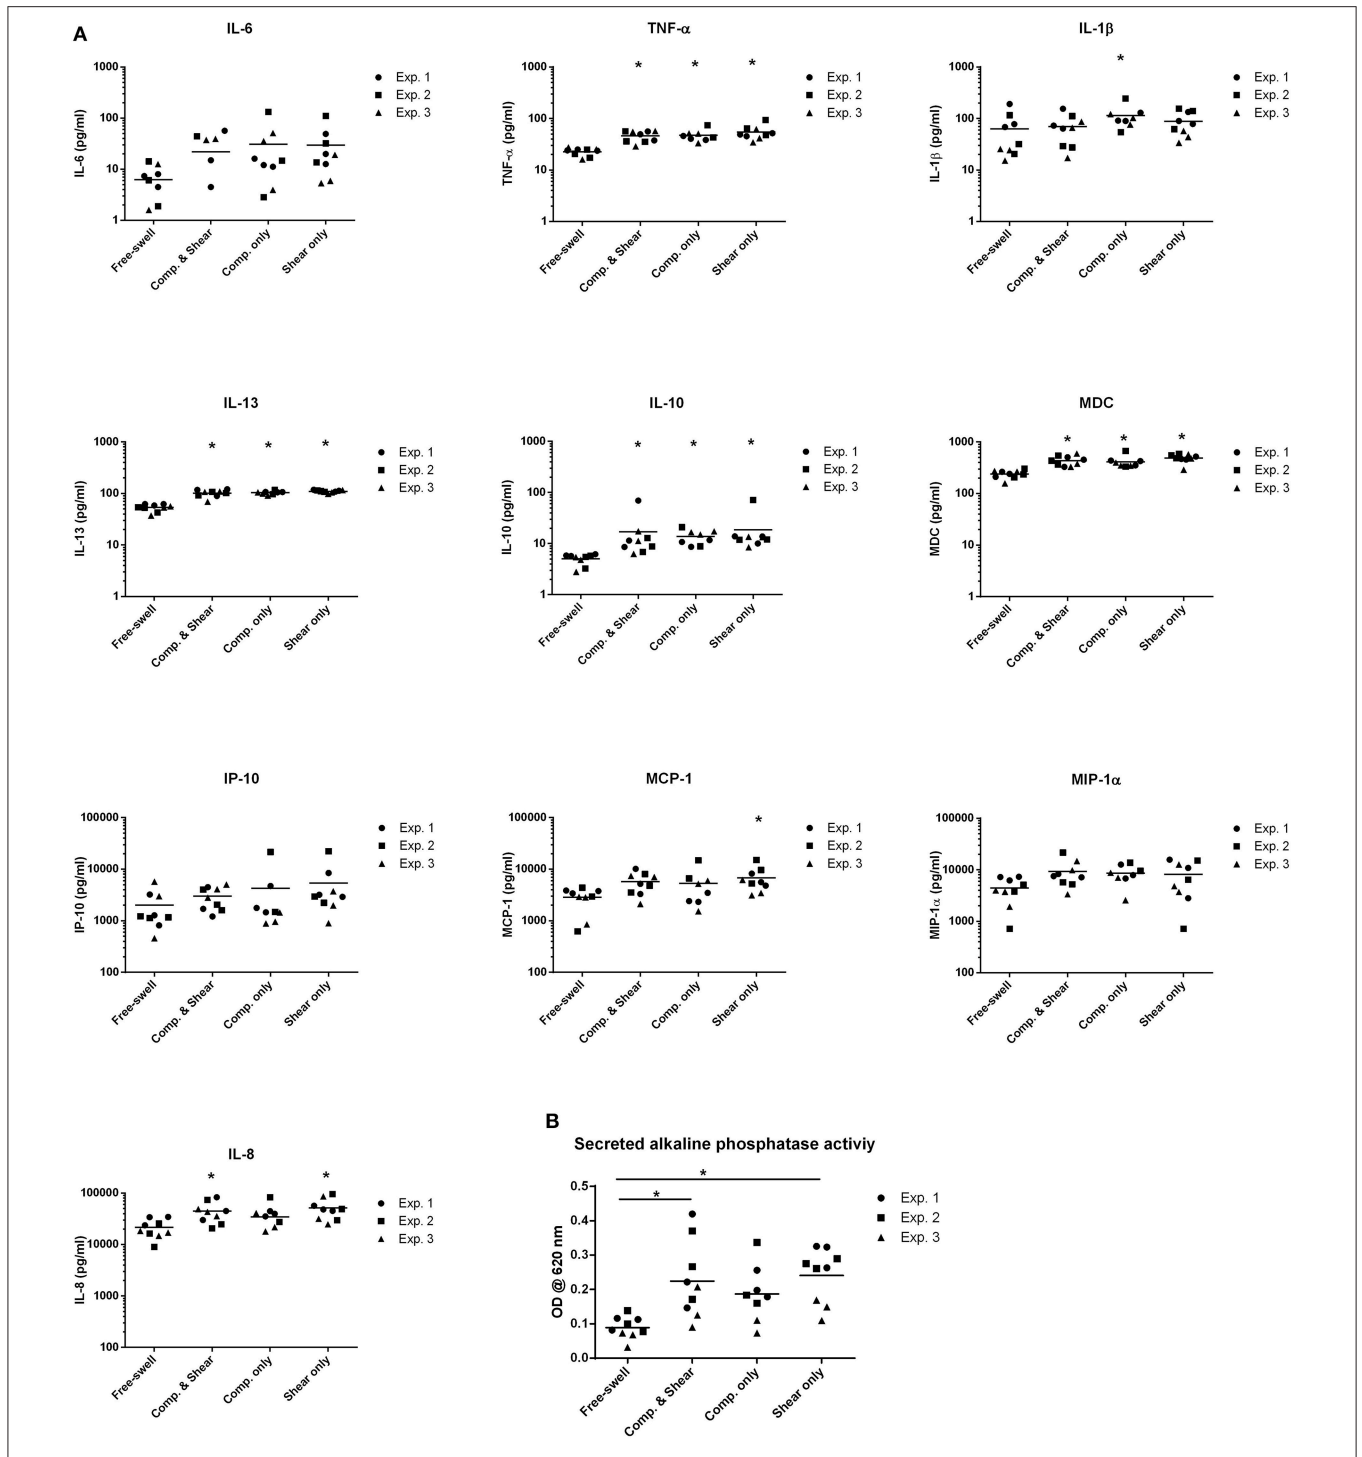 A
IL-6
1000
100
10
1
IL-6 (pg/ml)
Free-swell
Comp. & Shear
Comp. only
Shear only
Exp. 1
Exp. 2
Exp. 3
TNF-α
* * *
1000
100
10
1
TNF-α (pg/ml)
Free-swell
Comp. & Shear
Comp. only
Shear only
Exp. 1
Exp. 2
Exp. 3
IL-1β
*
1000
100
10
1
IL-1β (pg/ml)
Free-swell
Comp. & Shear
Comp. only
Shear only
Exp. 1
Exp. 2
Exp. 3
IL-13
* * *
1000
100
10
1
IL-13 (pg/ml)
Free-swell
Comp. & Shear
Comp. only
Shear only
Exp. 1
Exp. 2
Exp. 3
IL-10
* * *
1000
100
10
1
IL-10 (pg/ml)
Free-swell
Comp. & Shear
Comp. only
Shear only
Exp. 1
Exp. 2
Exp. 3
MDC
* * *
1000
100
10
1
MDC (pg/ml)
Free-swell
Comp. & Shear
Comp. only
Shear only
Exp. 1
Exp. 2
Exp. 3
IP-10
100000
10000
1000
100
IP-10 (pg/ml)
Free-swell
Comp. & Shear
Comp. only
Shear only
Exp. 1
Exp. 2
Exp. 3
MCP-1
*
100000
10000
1000
100
MCP-1 (pg/ml)
Free-swell
Comp. & Shear
Comp. only
Shear only
Exp. 1
Exp. 2
Exp. 3
MIP-1α
100000
10000
1000
100
MIP-1α (pg/ml)
Free-swell
Comp. & Shear
Comp. only
Shear only
Exp. 1
Exp. 2
Exp. 3
IL-8
* *
100000
10000
1000
100
IL-8 (pg/ml)
Free-swell
Comp. & Shear
Comp. only
Shear only
Exp. 1
Exp. 2
Exp. 3
B
Secreted alkaline phosphatase activiy
*
*
0.5
0.4
0.3
0.2
0.1
0.0
OD @ 620 nm
Free-swell
Comp. & Shear
Comp. only
Shear only
Exp. 1
Exp. 2
Exp. 3